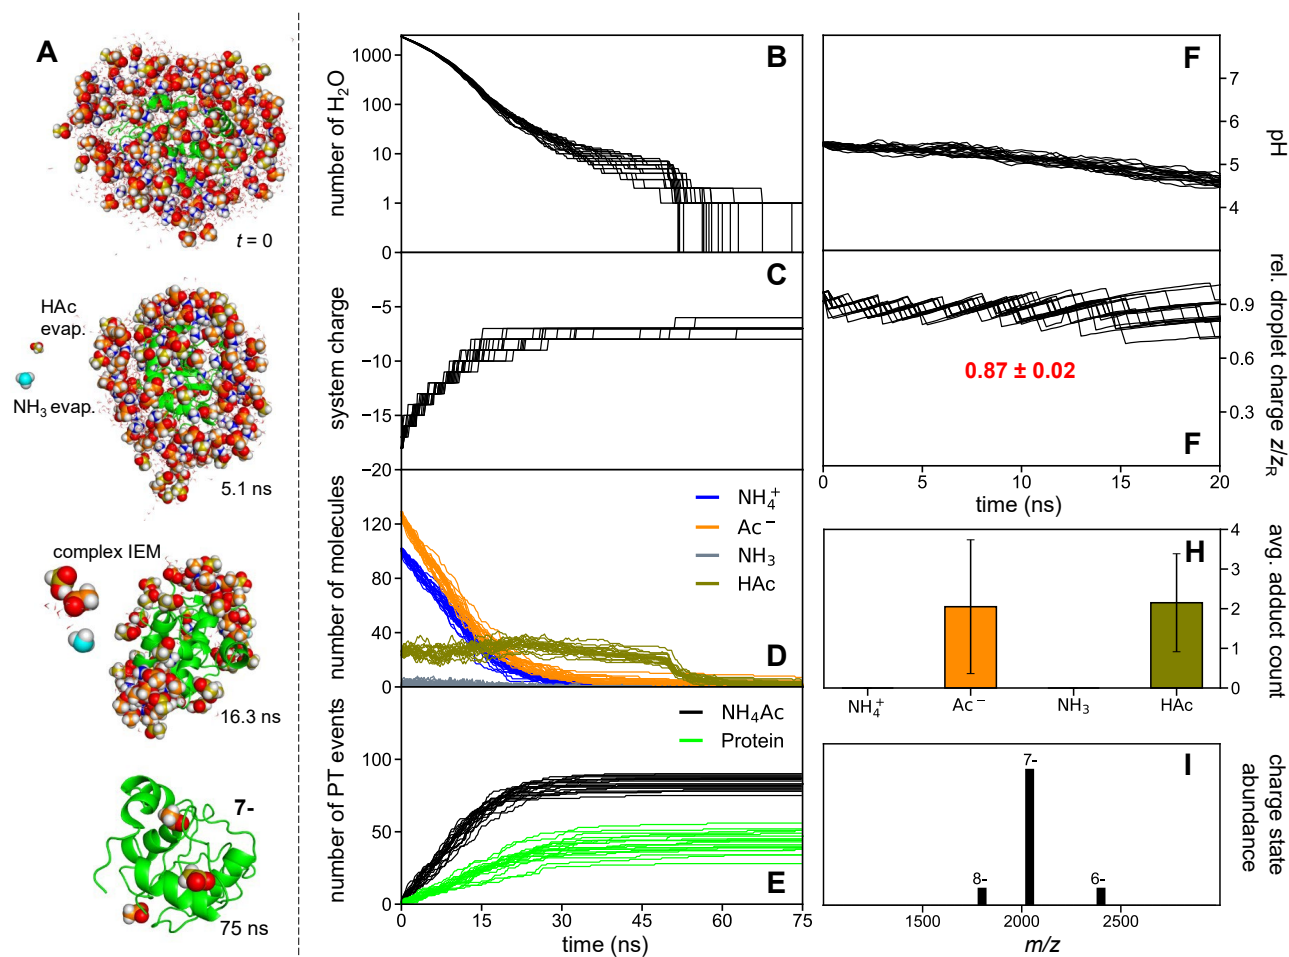 A
t = 0
HAc
evap.
NH₃ evap.
5.1 ns
complex IEM
16.3 ns
7-
75 ns
B
number of H₂O
1000
100
10
1
0
C
system charge
−5
−10
−15
−20
D
number of molecules
120
80
40
0
NH₄⁺
Ac⁻
NH₃
HAc
E
number of PT events
100
50
0
NH₄Ac
Protein
0 15 30 45 60 75
time (ns)
F
pH
7
6
5
4
F
rel. droplet charge z/z_R
0.9
0.6
0.3
0.87 ± 0.02
0 5 10 15 20
time (ns)
H
avg. adduct count
4
3
2
1
0
NH₄⁺ Ac⁻ NH₃ HAc
I
charge state
abundance
7-
8-
6-
1500 2000 2500
m/z